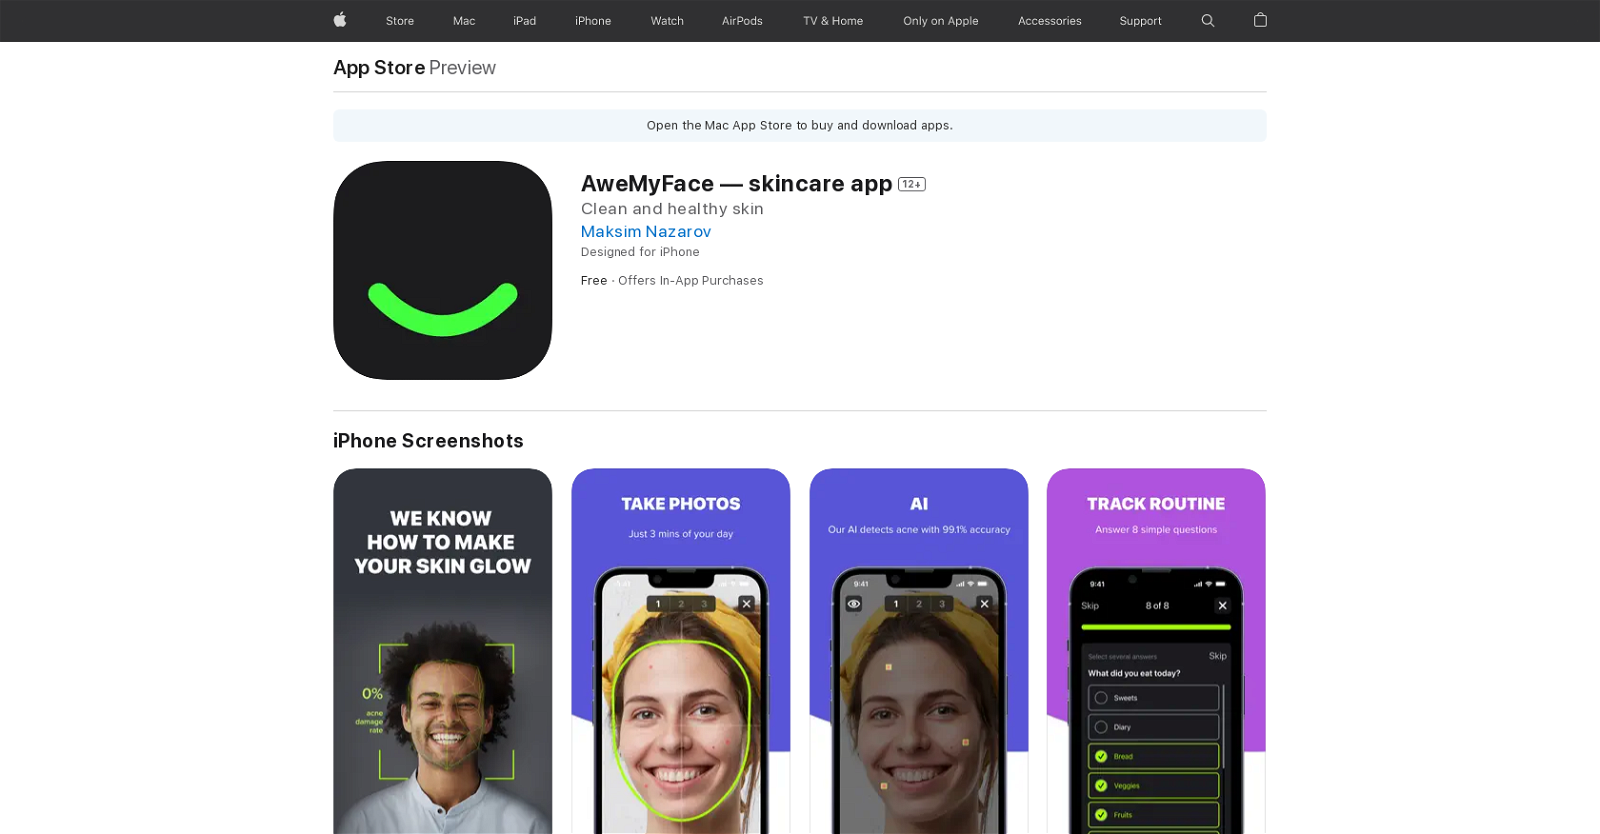 Store Mac iPad iPhone Watch AirPods TV & Home Only on Apple Accessories Support
App Store Preview
Open the Mac App Store to buy and download apps.
AweMyFace — skincare app 12+
Clean and healthy skin
Maksim Nazarov
Designed for iPhone
Free · Offers In-App Purchases
iPhone Screenshots
WE KNOW
HOW TO MAKE
YOUR SKIN GLOW
0%
acne
damage
rate
TAKE PHOTOS
Just 3 mins of your day
9:41
1 2 3
AI
Our AI detects acne with 99.1% accuracy
9:41
1 2 3
TRACK ROUTINE
Answer 8 simple questions
9:41
Skip 8 of 8
Select several answers Skip
What did you eat today?
Sweets
Diary
Bread
Veggies
Fruits